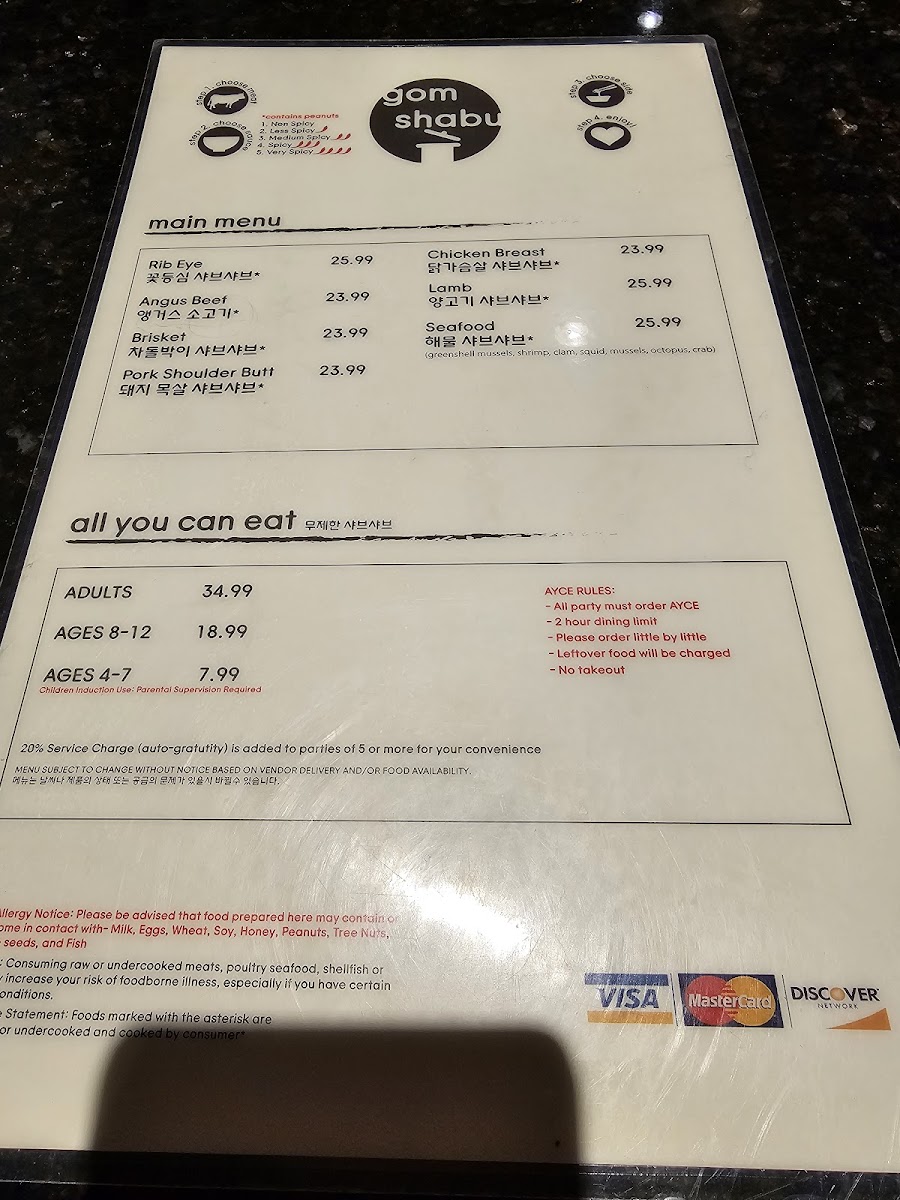 step 1. choose meat
step 2. choose sauce
*contains peanuts
1. Non Spicy
2. Less Spicy
3. Medium Spicy
4. Spicy
5. Very Spicy
gom
shabu
step 3. choose side
step 4. enjoy!
main menu
Rib Eye 25.99
꽃등심 샤브샤브*
Angus Beef 23.99
앵거스 소고기*
Brisket 23.99
차돌박이 샤브샤브*
Pork Shoulder Butt 23.99
돼지 목살 샤브샤브*
Chicken Breast 23.99
닭가슴살 샤브샤브*
Lamb 25.99
양고기 샤브샤브*
Seafood 25.99
해물 샤브샤브*
(greenshell mussels, shrimp, clam, squid, mussels, octopus, crab)
all you can eat 무제한 샤브샤브
ADULTS 34.99
AGES 8-12 18.99
AGES 4-7 7.99
Children Induction Use: Parental Supervision Required
AYCE RULES:
- All party must order AYCE
- 2 hour dining limit
- Please order little by little
- Leftover food will be charged
- No takeout
20% Service Charge (auto-gratutity) is added to parties of 5 or more for your convenience
MENU SUBJECT TO CHANGE WITHOUT NOTICE BASED ON VENDOR DELIVERY AND/OR FOOD AVAILABILITY.
메뉴는 날씨나 제품의 상태 또는 공급의 문제가 있을시 바뀔수 있습니다.
Allergy Notice: Please be advised that food prepared here may contain or
ome in contact with- Milk, Eggs, Wheat, Soy, Honey, Peanuts, Tree Nuts,
seeds, and Fish
: Consuming raw or undercooked meats, poultry seafood, shellfish or
increase your risk of foodborne illness, especially if you have certain
onditions.
e Statement: Foods marked with the asterisk are
or undercooked and cooked by consumer*
VISA
MasterCard
DISCOVER
NETWORK